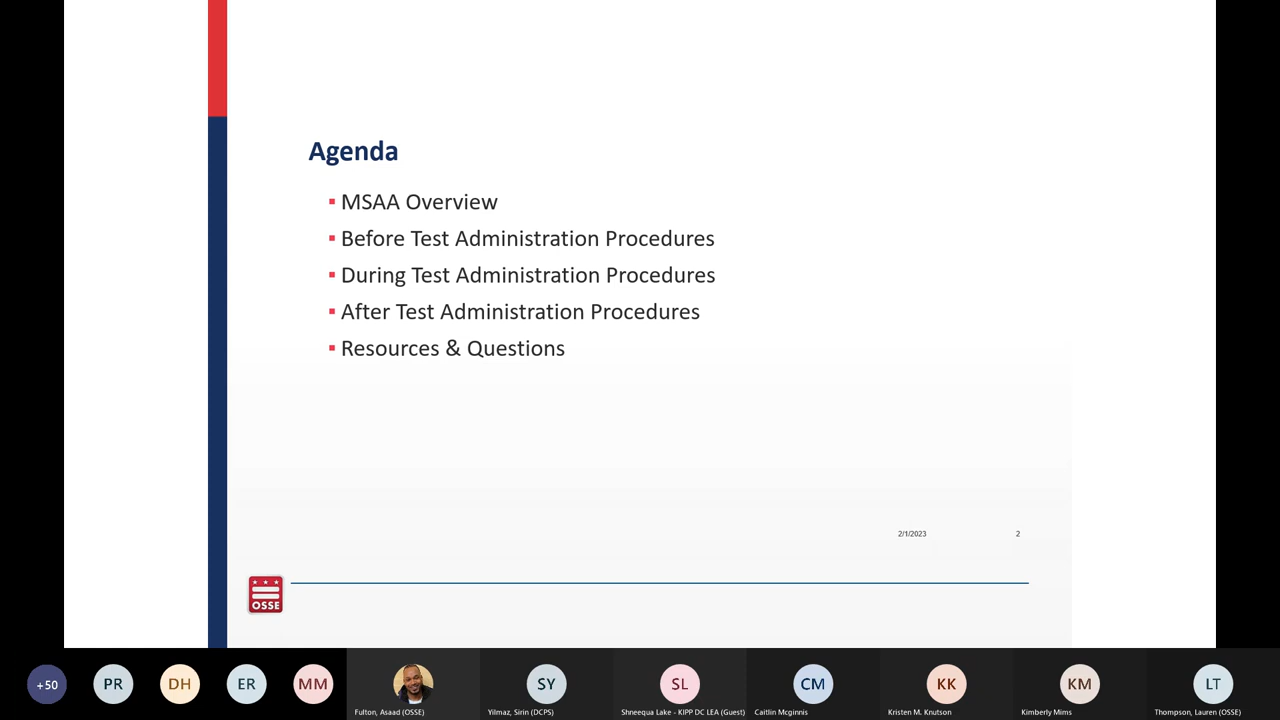 Agenda
MSAA Overview
Before Test Administration Procedures
During Test Administration Procedures
After Test Administration Procedures
Resources & Questions
2/1/2023 2
OSSE
+50 PR DH ER MM SY SL CM KK KM LT
Fulton, Asaad (OSSE) Yilmaz, Sirin (DCPS) Shneequa Lake - KIPP DC LEA (Guest) Caitlin Mcginnis Kristen M. Knutson Kimberly Mims Thompson, Lauren (OSSE)